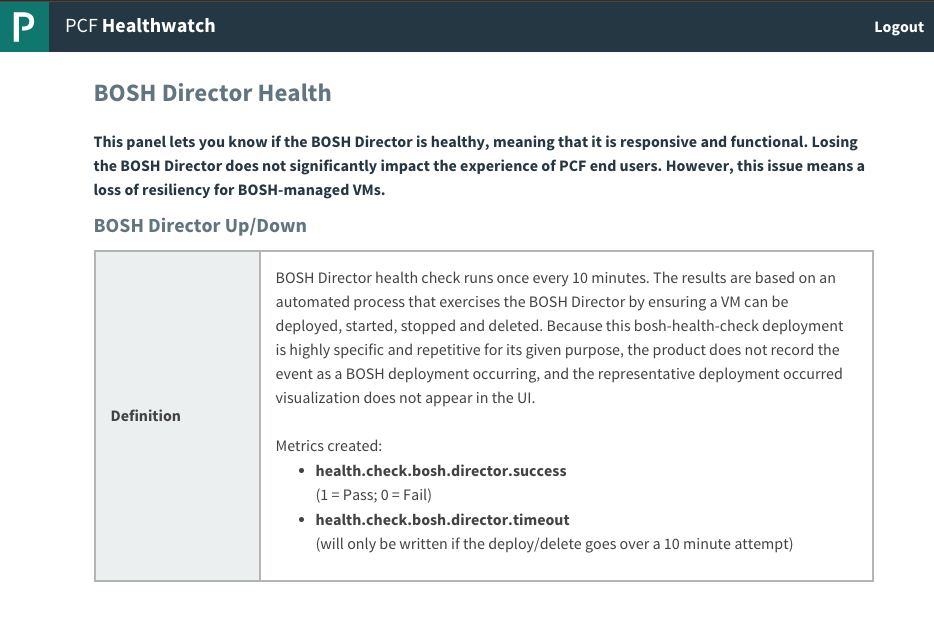 P PCF Healthwatch Logout
BOSH Director Health
This panel lets you know if the BOSH Director is healthy, meaning that it is responsive and functional. Losing
the BOSH Director does not significantly impact the experience of PCF end users. However, this issue means a
loss of resiliency for BOSH-managed VMs.
BOSH Director Up/Down
Definition
BOSH Director health check runs once every 10 minutes. The results are based on an
automated process that exercises the BOSH Director by ensuring a VM can be
deployed, started, stopped and deleted. Because this bosh-health-check deployment
is highly specific and repetitive for its given purpose, the product does not record the
event as a BOSH deployment occurring, and the representative deployment occurred
visualization does not appear in the UI.
Metrics created:
• health.check.bosh.director.success
(1 = Pass; 0 = Fail)
• health.check.bosh.director.timeout
(will only be written if the deploy/delete goes over a 10 minute attempt)